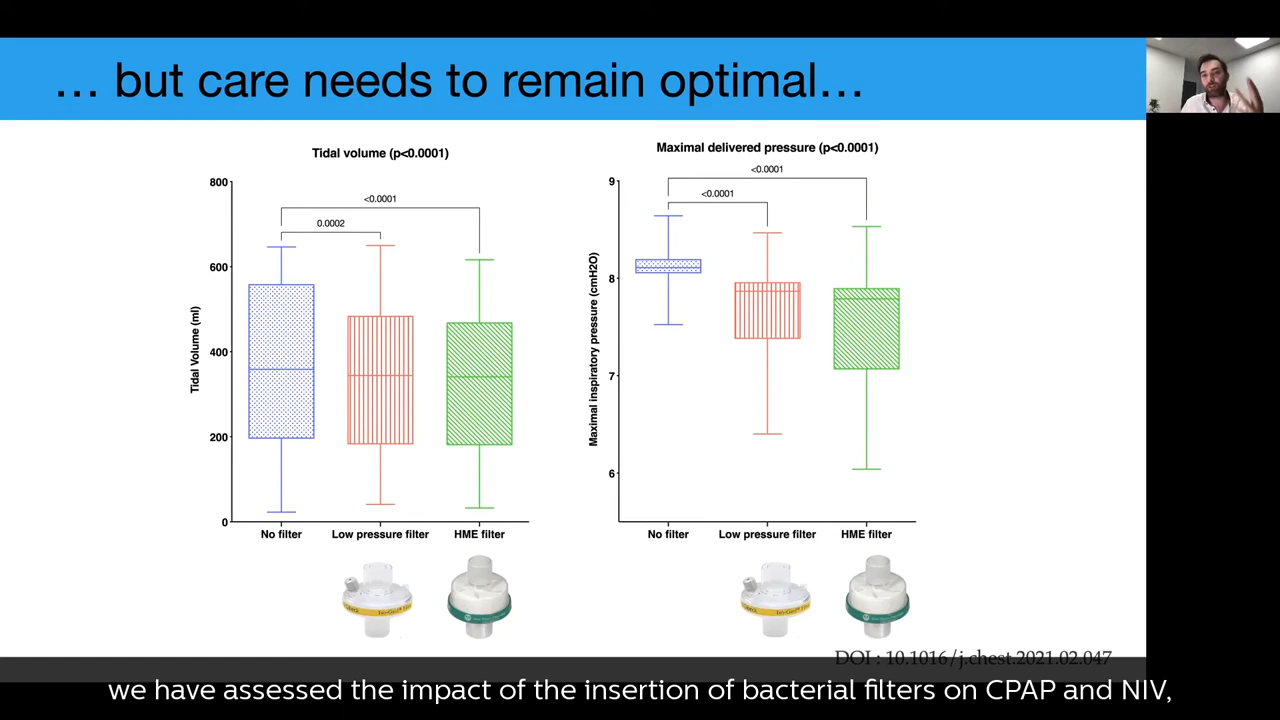 … but care needs to remain optimal…
Tidal volume (p<0.0001)
<0.0001
0.0002
Tidal Volume (ml)
800
600
400
200
0
No filter
Low pressure filter
HME filter
Maximal delivered pressure (p<0.0001)
<0.0001
<0.0001
Maximal inspiratory pressure (cmH2O)
9
8
7
6
No filter
Low pressure filter
HME filter
DOI : 10.1016/j.chest.2021.02.047
we have assessed the impact of the insertion of bacterial filters on CPAP and NIV,